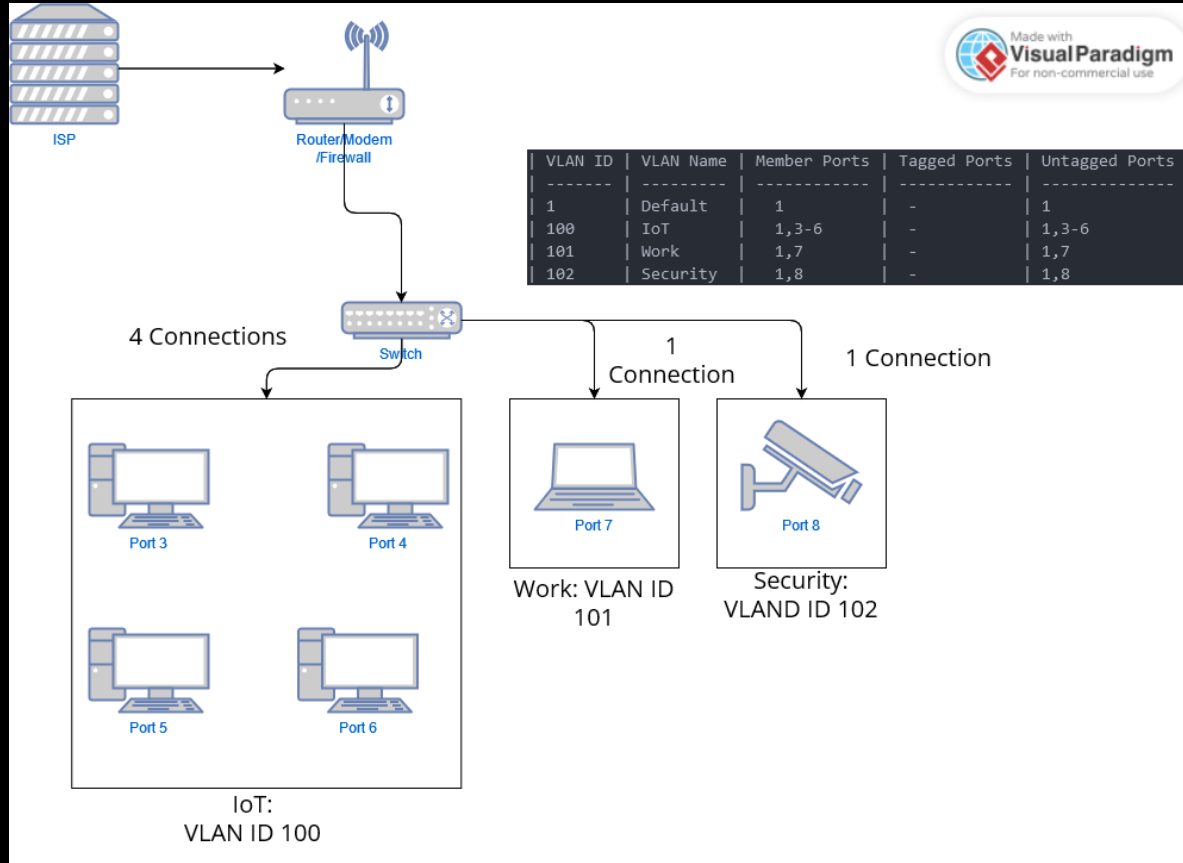 Made with
Visual Paradigm
For non-commercial use
ISP
Router/Modem
/Firewall
| VLAN ID | VLAN Name | Member Ports | Tagged Ports | Untagged Ports
| ------- | --------- | ------------ | ------------ | --------------
| 1 | Default | 1 | - | 1
| 100 | IoT | 1,3-6 | - | 1,3-6
| 101 | Work | 1,7 | - | 1,7
| 102 | Security | 1,8 | - | 1,8
4 Connections
Switch
1
Connection
1 Connection
Port 3
Port 4
Port 5
Port 6
IoT:
VLAN ID 100
Port 7
Work: VLAN ID
101
Port 8
Security:
VLAND ID 102